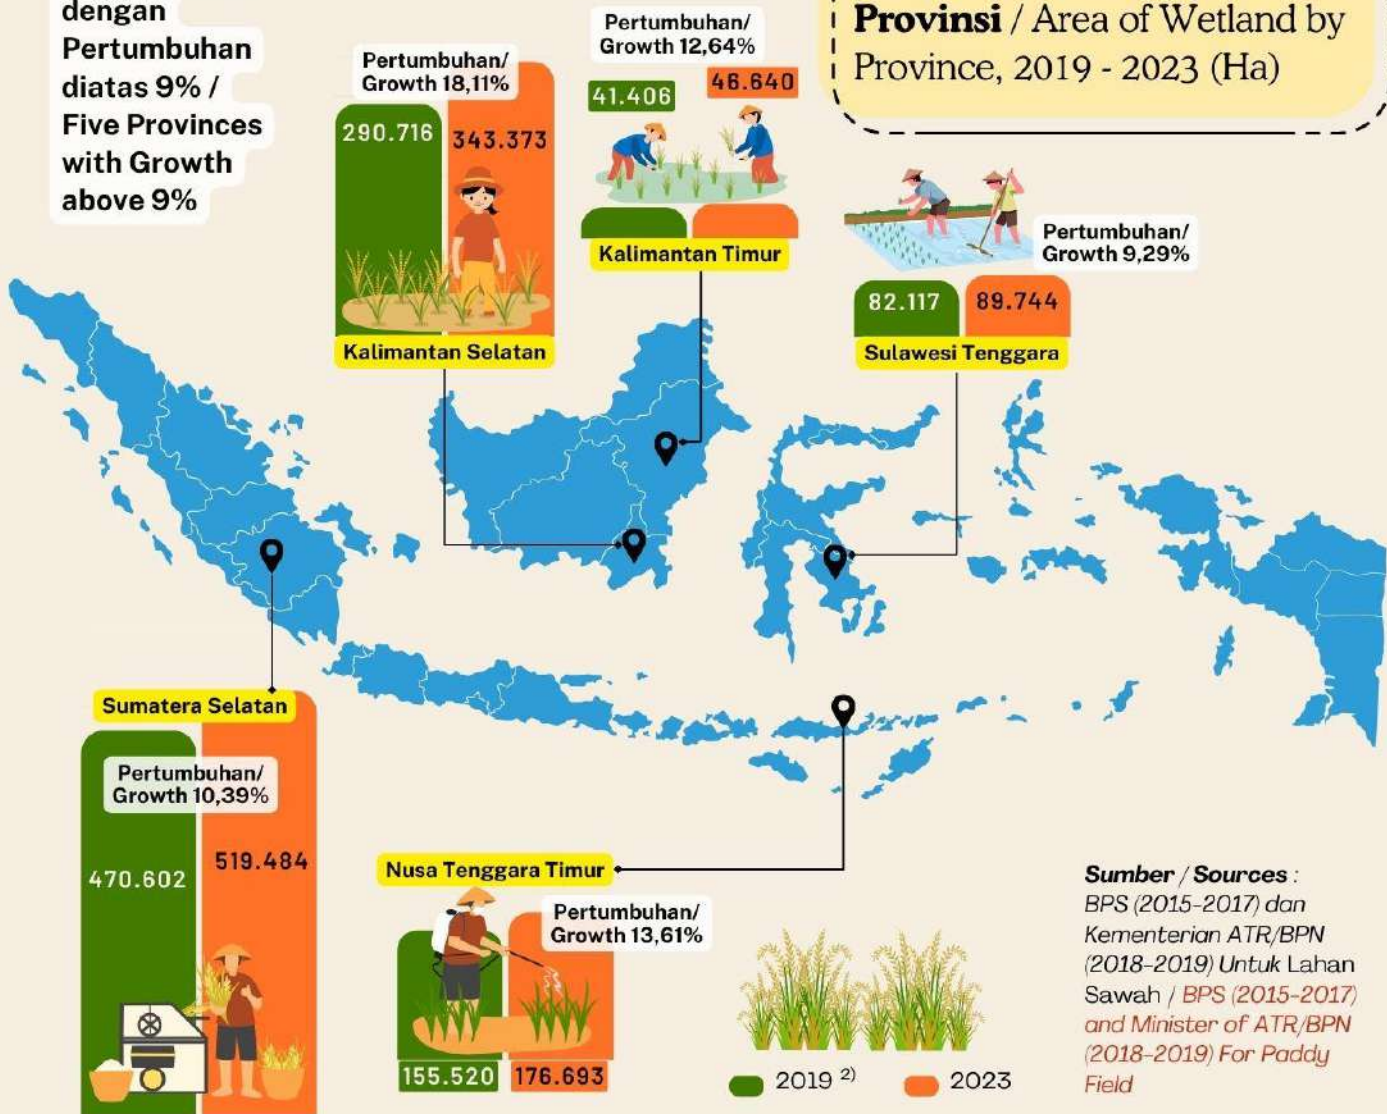 dengan
Pertumbuhan
diatas 9% /
Five Provinces
with Growth
above 9%
Provinsi / Area of Wetland by
Province, 2019 - 2023 (Ha)
Pertumbuhan/
Growth 18,11%
290.716
343.373
Kalimantan Selatan
Pertumbuhan/
Growth 12,64%
41.406
46.640
Kalimantan Timur
Pertumbuhan/
Growth 9,29%
82.117
89.744
Sulawesi Tenggara
Sumatera Selatan
Pertumbuhan/
Growth 10,39%
470.602
519.484
Nusa Tenggara Timur
Pertumbuhan/
Growth 13,61%
155.520
176.693
2019 2)
2023
Sumber / Sources :
BPS (2015-2017) dan
Kementerian ATR/BPN
(2018-2019) Untuk Lahan
Sawah / BPS (2015-2017)
and Minister of ATR/BPN
(2018-2019) For Paddy
Field